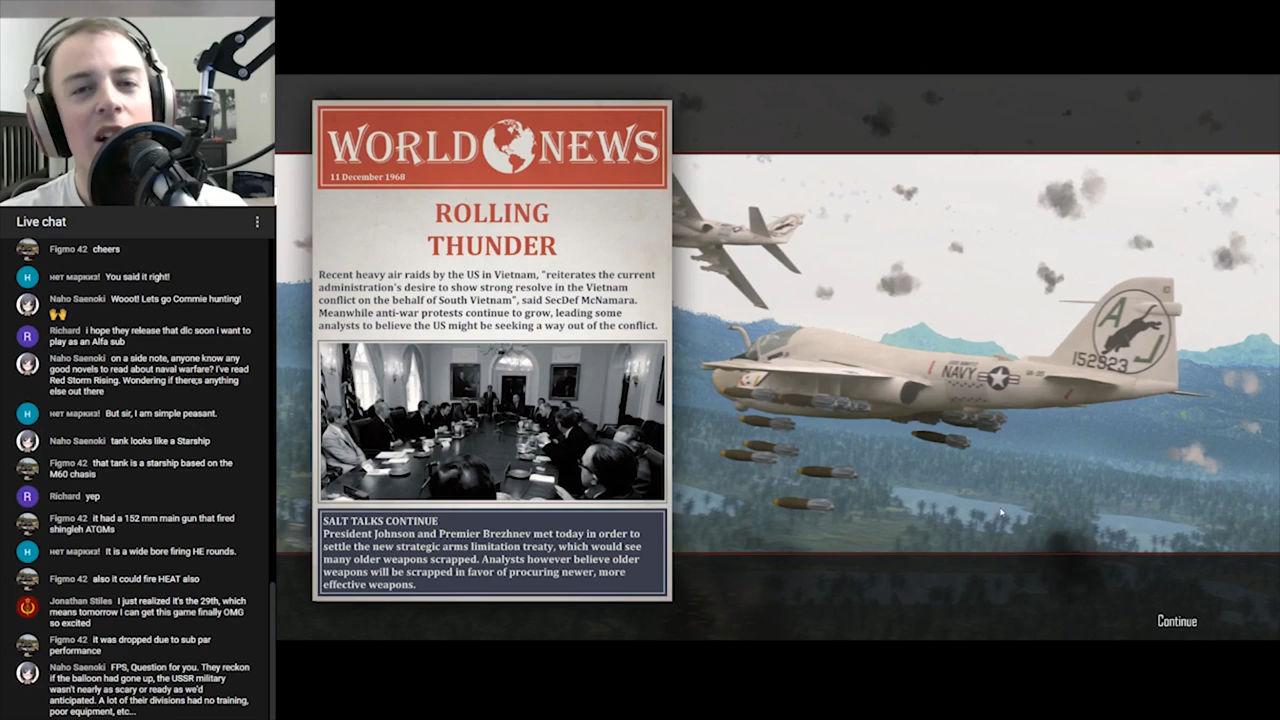 Live chat
Figmo 42 cheers
H
нет маркиз! You said it right!
Naho Saenoki Wooot! Lets go Commie hunting!
R
Richard i hope they release that dlc soon i want to
play as an Alfa sub
Naho Saenoki on a side note, anyone know any
good novels to read about naval warfare? I've read
Red Storm Rising. Wondering if there;s anything
else out there
H
нет маркиз! But sir, I am simple peasant.
Naho Saenoki tank looks like a Starship
Figmo 42 that tank is a starship based on the
M60 chasis
R
Richard yep
Figmo 42 it had a 152 mm main gun that fired
shingleh ATGMs
H
нет маркиз! It is a wide bore firing HE rounds.
Figmo 42 also it could fire HEAT also
Jonathan Stiles I just realized it's the 29th, which
means tomorrow I can get this game finally OMG
so excited
Figmo 42 it was dropped due to sub par
performance
Naho Saenoki FPS, Question for you. They reckon
if the balloon had gone up, the USSR military
wasn't nearly as scary or ready as we'd
anticipated. A lot of their divisions had no training,
poor equipment, etc...
WORLD NEWS
11 December 1968
ROLLING
THUNDER
Recent heavy air raids by the US in Vietnam, "reiterates the current
administration's desire to show strong resolve in the Vietnam
conflict on the behalf of South Vietnam", said SecDef McNamara.
Meanwhile anti-war protests continue to grow, leading some
analysts to believe the US might be seeking a way out of the conflict.
SALT TALKS CONTINUE
President Johnson and Premier Brezhnev met today in order to
settle the new strategic arms limitation treaty, which would see
many older weapons scrapped. Analysts however believe older
weapons will be scrapped in favor of procuring newer, more
effective weapons.
A
J
152923
NAVY
Continue